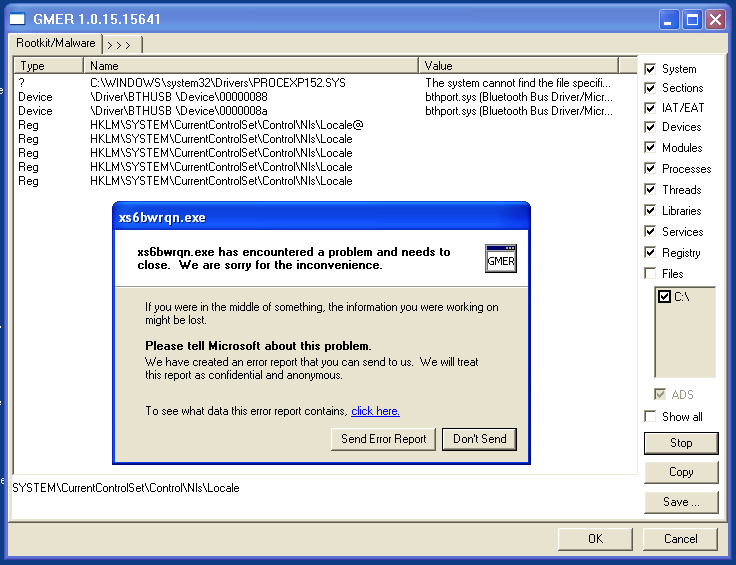 GMER 1.0.15.15641
Rootkit/Malware > > >
Type Name Value
? C:\WINDOWS\system32\Drivers\PROCEXP152.SYS The system cannot find the file specifi...
Device \Driver\BTHUSB \Device\00000088 bthport.sys (Bluetooth Bus Driver/Micr...
Device \Driver\BTHUSB \Device\0000008a bthport.sys (Bluetooth Bus Driver/Micr...
Reg HKLM\SYSTEM\CurrentControlSet\Control\Nls\Locale@
Reg HKLM\SYSTEM\CurrentControlSet\Control\Nls\Locale
Reg HKLM\SYSTEM\CurrentControlSet\Control\Nls\Locale
Reg HKLM\SYSTEM\CurrentControlSet\Control\Nls\Locale
Reg HKLM\SYSTEM\CurrentControlSet\Control\Nls\Locale
xs6bwrqn.exe
xs6bwrqn.exe has encountered a problem and needs to
close. We are sorry for the inconvenience.
GMER
If you were in the middle of something, the information you were working on
might be lost.
Please tell Microsoft about this problem.
We have created an error report that you can send to us. We will treat
this report as confidential and anonymous.
To see what data this error report contains, click here.
Send Error Report Don't Send
SYSTEM\CurrentControlSet\Control\Nls\Locale
System
Sections
IAT/EAT
Devices
Modules
Processes
Threads
Libraries
Services
Registry
Files
C:\
ADS
Show all
Stop
Copy
Save ...
OK Cancel